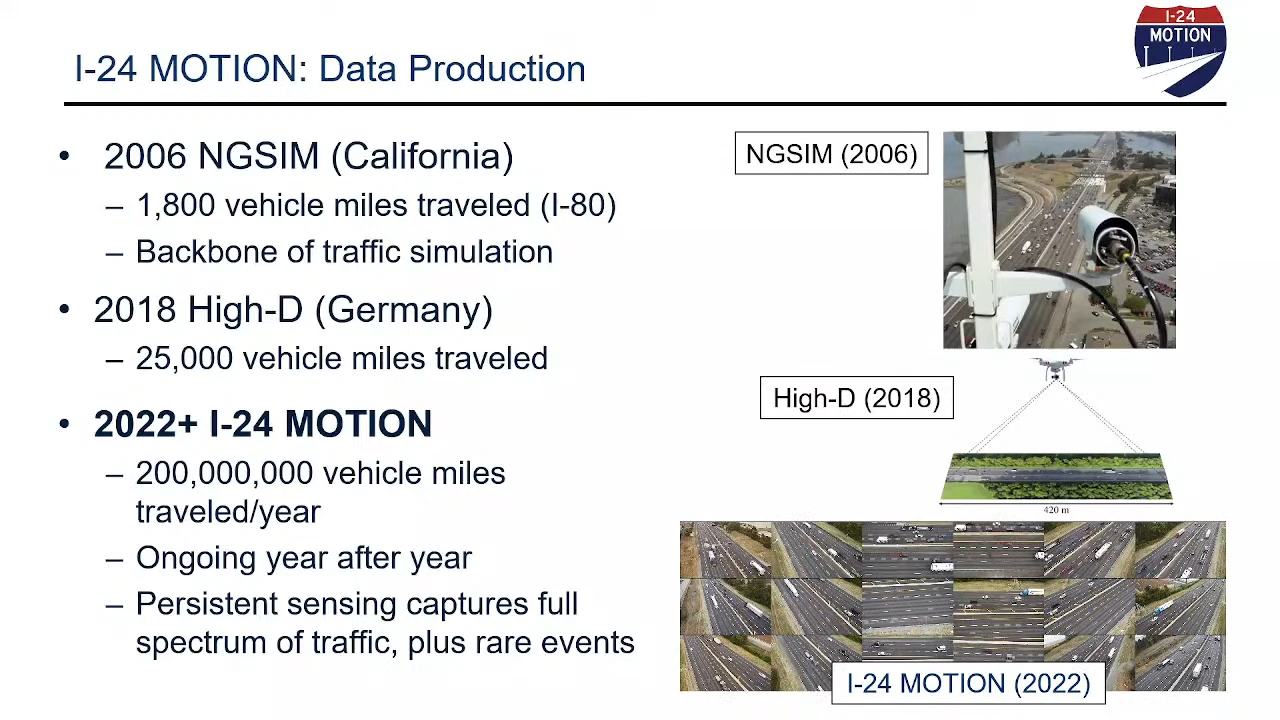 I-24
MOTION
I-24 MOTION: Data Production
• 2006 NGSIM (California)
– 1,800 vehicle miles traveled (I-80)
– Backbone of traffic simulation
• 2018 High-D (Germany)
– 25,000 vehicle miles traveled
• 2022+ I-24 MOTION
– 200,000,000 vehicle miles
traveled/year
– Ongoing year after year
– Persistent sensing captures full
spectrum of traffic, plus rare events
NGSIM (2006)
High-D (2018)
420 m
I-24 MOTION (2022)